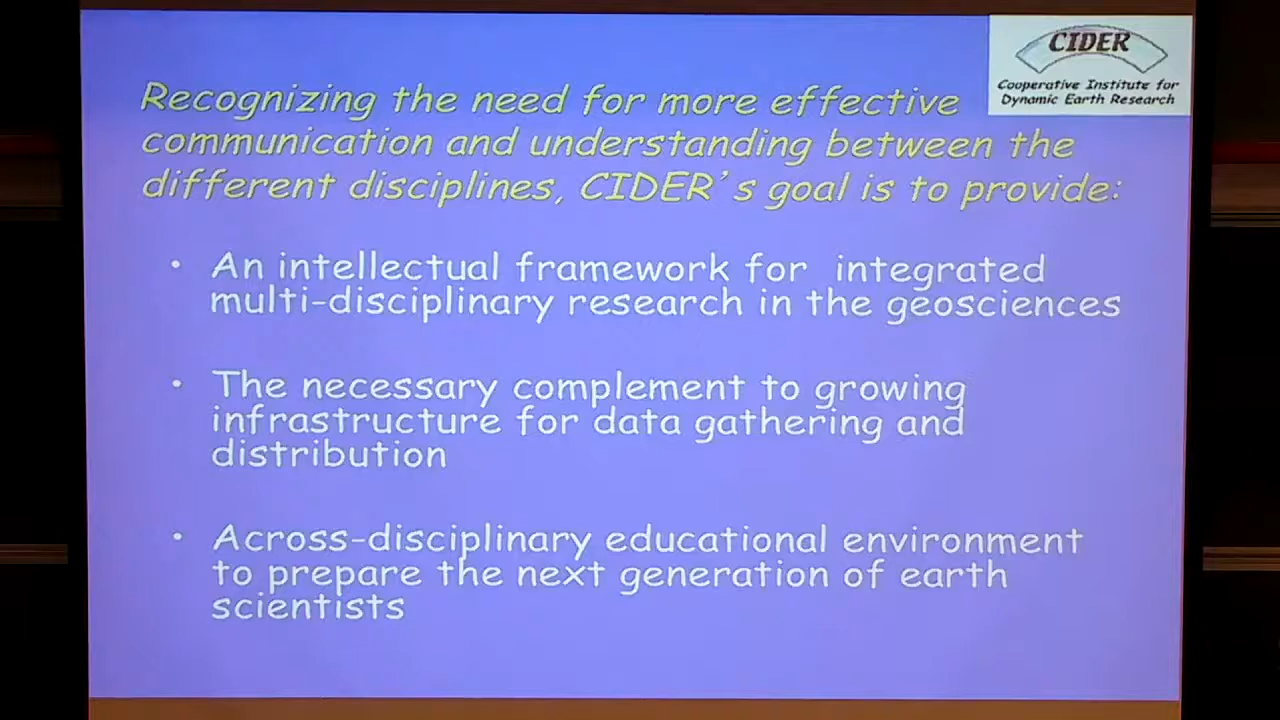 CIDER
Cooperative Institute for
Dynamic Earth Research
Recognizing the need for more effective
communication and understanding between the
different disciplines, CIDER's goal is to provide:
• An intellectual framework for integrated
multi-disciplinary research in the geosciences
• The necessary complement to growing
infrastructure for data gathering and
distribution
• Across-disciplinary educational environment
to prepare the next generation of earth
scientists